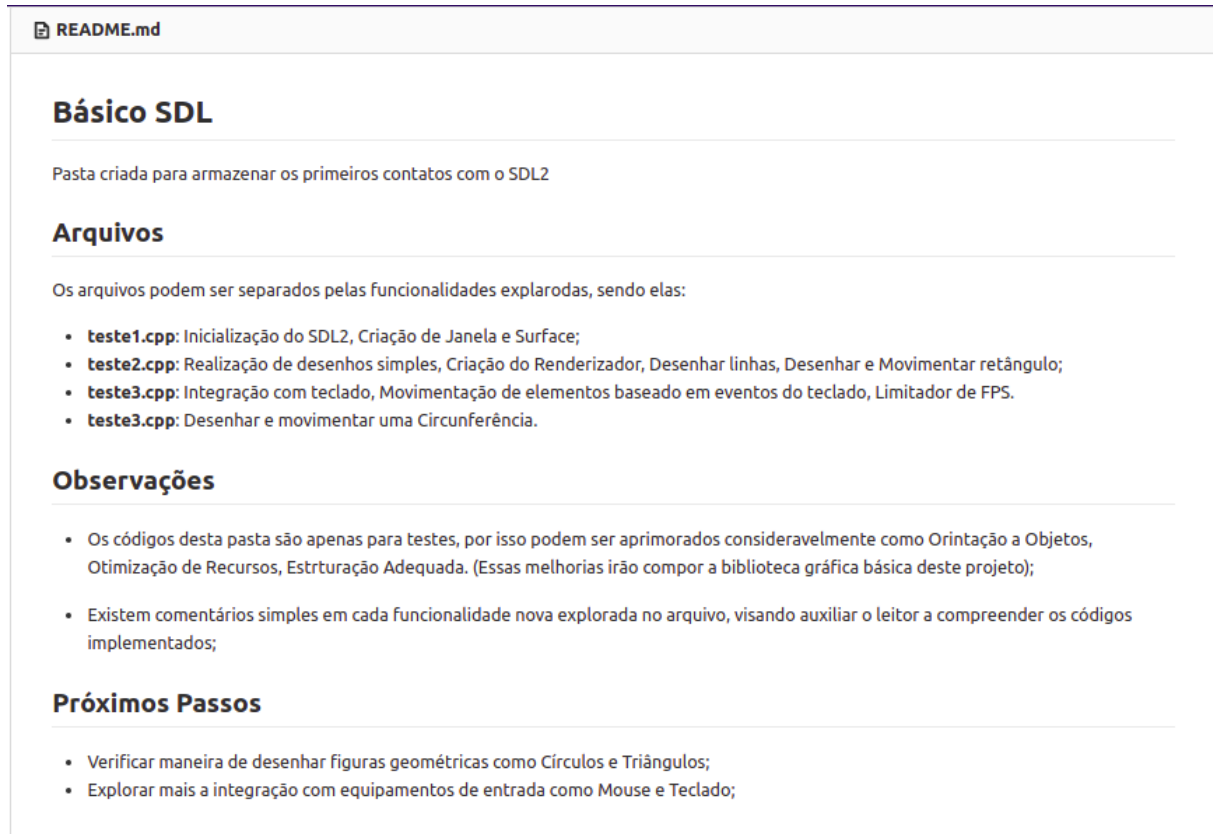 README.md
Básico SDL
Pasta criada para armazenar os primeiros contatos com o SDL2
Arquivos
Os arquivos podem ser separados pelas funcionalidades explarodas, sendo elas:
• teste1.cpp: Inicialização do SDL2, Criação de Janela e Surface;
• teste2.cpp: Realização de desenhos simples, Criação do Renderizador, Desenhar linhas, Desenhar e Movimentar retângulo;
• teste3.cpp: Integração com teclado, Movimentação de elementos baseado em eventos do teclado, Limitador de FPS.
• teste3.cpp: Desenhar e movimentar uma Circunferência.
Observações
• Os códigos desta pasta são apenas para testes, por isso podem ser aprimorados consideravelmente como Orintação a Objetos,
Otimização de Recursos, Estrturação Adequada. (Essas melhorias irão compor a biblioteca gráfica básica deste projeto);
• Existem comentários simples em cada funcionalidade nova explorada no arquivo, visando auxiliar o leitor a compreender os códigos
implementados;
Próximos Passos
• Verificar maneira de desenhar figuras geométricas como Círculos e Triângulos;
• Explorar mais a integração com equipamentos de entrada como Mouse e Teclado;